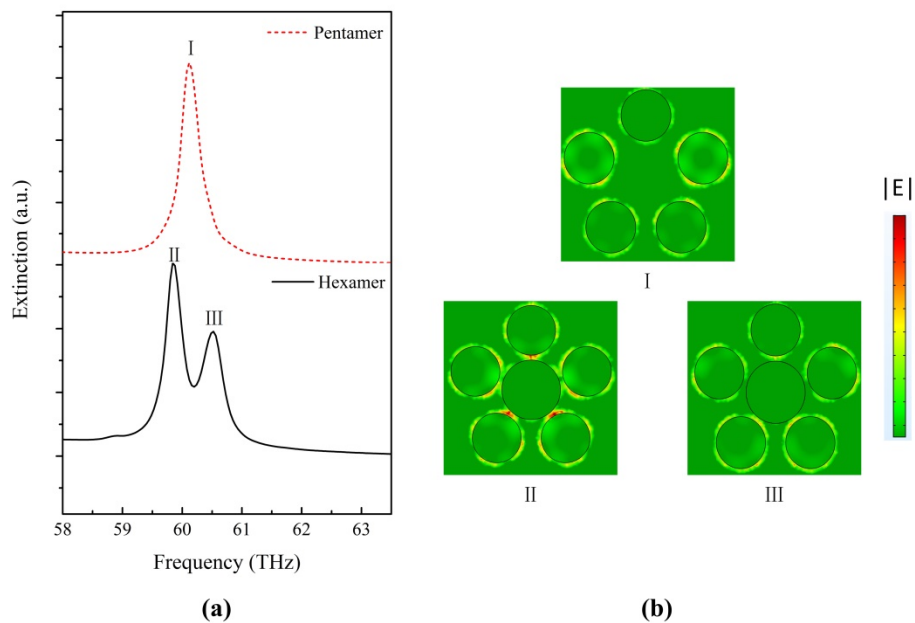 Pentamer
I
II
Hexamer
III
Extinction (a.u.)
58 59 60 61 62 63
Frequency (THz)
(a)
I
|E|
II
III
(b)